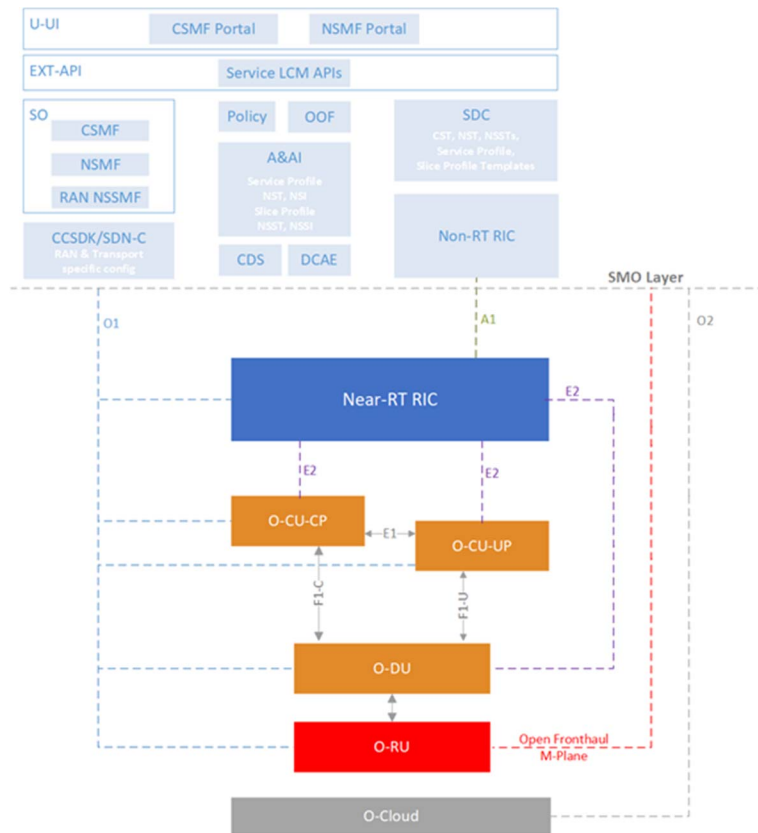 U-UI
CSMF Portal
NSMF Portal
EXT-API
Service LCM APIs
SO
CSMF
NSMF
RAN NSSMF
CCSDK/SDN-C
RAN & Transport
specific config
Policy
OOF
A&AI
Service Profile
NST, NSI
Slice Profile
NSST, NSSI
CDS
DCAE
SDC
CST, NST, NSSTs,
Service Profile,
Slice Profile Templates
Non-RT RIC
SMO Layer
O1
A1
O2
Near-RT RIC
E2
E2
E2
O-CU-CP
E1
O-CU-UP
F1-C
F1-U
O-DU
O-RU
Open Fronthaul
M-Plane
O-Cloud